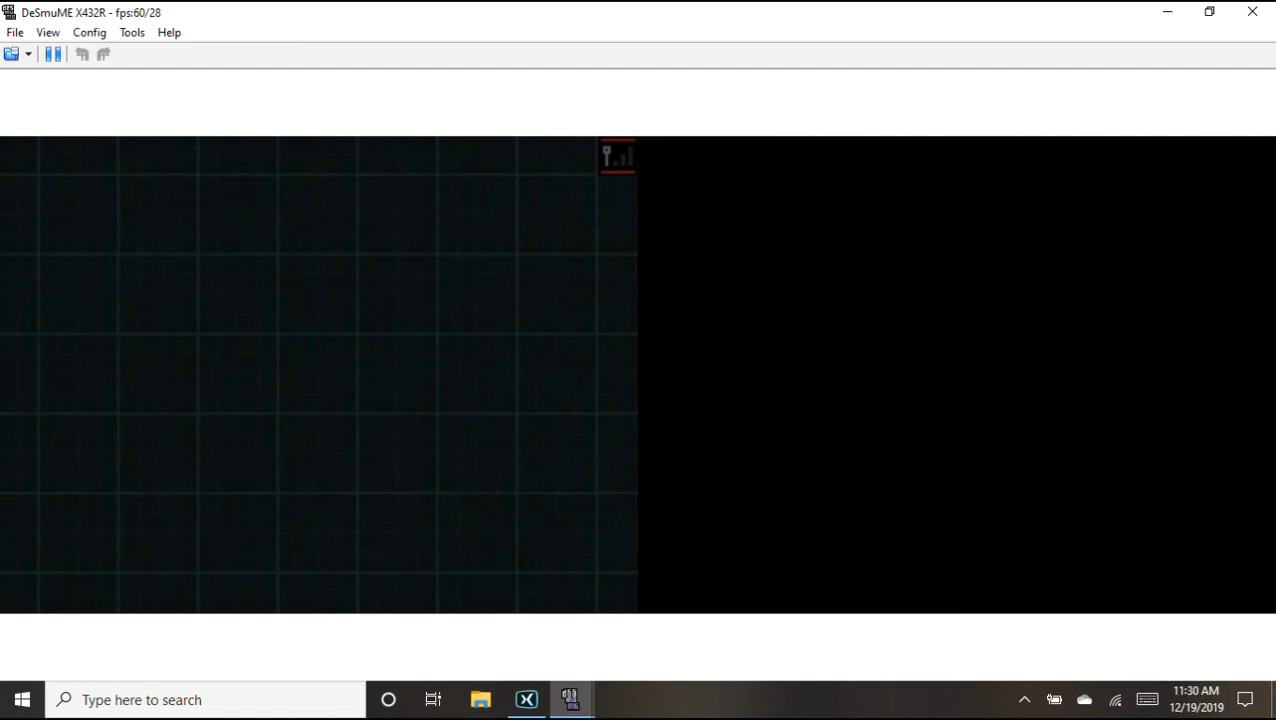 DeSmuME X432R - fps:60/28
File View Config Tools Help
Type here to search
11:30 AM
12/19/2019